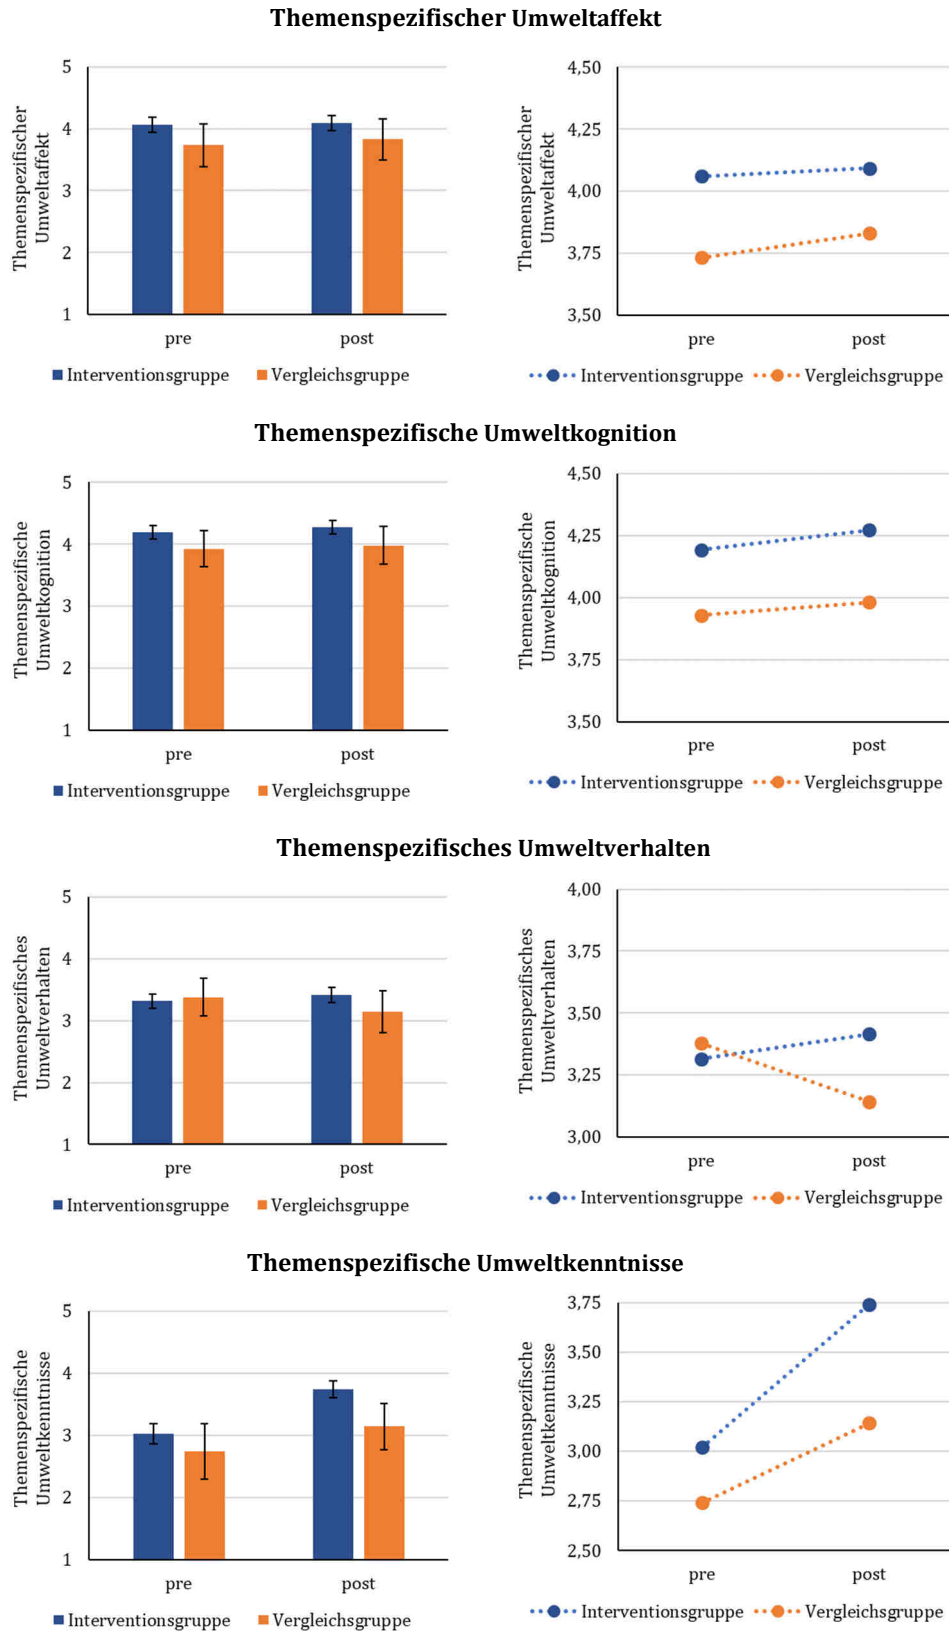 Themenspezifischer Umweltaffekt
Themenspezifischer
Umweltaffekt
5
4
3
2
1
pre
post
Interventionsgruppe
Vergleichsgruppe
Themenspezifischer
Umweltaffekt
4,50
4,25
4,00
3,75
3,50
pre
post
Interventionsgruppe
Vergleichsgruppe
Themenspezifische Umweltkognition
Themenspezifische
Umweltkognition
5
4
3
2
1
pre
post
Interventionsgruppe
Vergleichsgruppe
Themenspezifische
Umweltkognition
4,50
4,25
4,00
3,75
3,50
pre
post
Interventionsgruppe
Vergleichsgruppe
Themenspezifisches Umweltverhalten
Themenspezifisches
Umweltverhalten
5
4
3
2
1
pre
post
Interventionsgruppe
Vergleichsgruppe
Themenspezifisches
Umweltverhalten
4,00
3,75
3,50
3,25
3,00
pre
post
Interventionsgruppe
Vergleichsgruppe
Themenspezifische Umweltkenntnisse
Themenspezifische
Umweltkenntnisse
5
4
3
2
1
pre
post
Interventionsgruppe
Vergleichsgruppe
Themenspezifische
Umweltkenntnisse
3,75
3,50
3,25
3,00
2,75
2,50
pre
post
Interventionsgruppe
Vergleichsgruppe